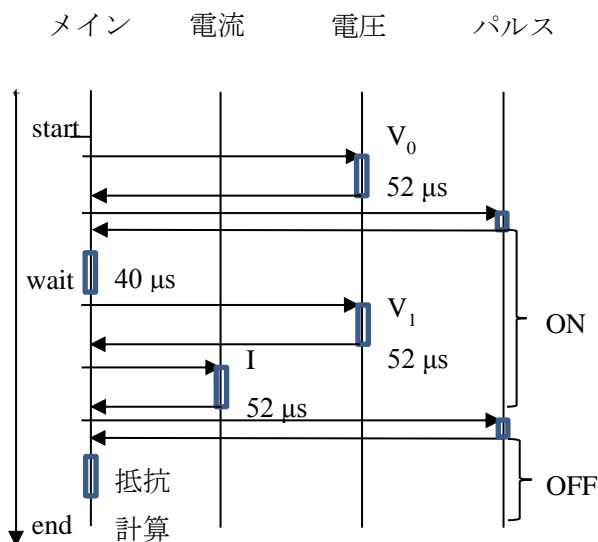 メイン 電流 電圧 パルス
t
start
V0
52 μs
wait 40 μs
V1
ON
I 52 μs
52 μs
抵抗
OFF
end 計算